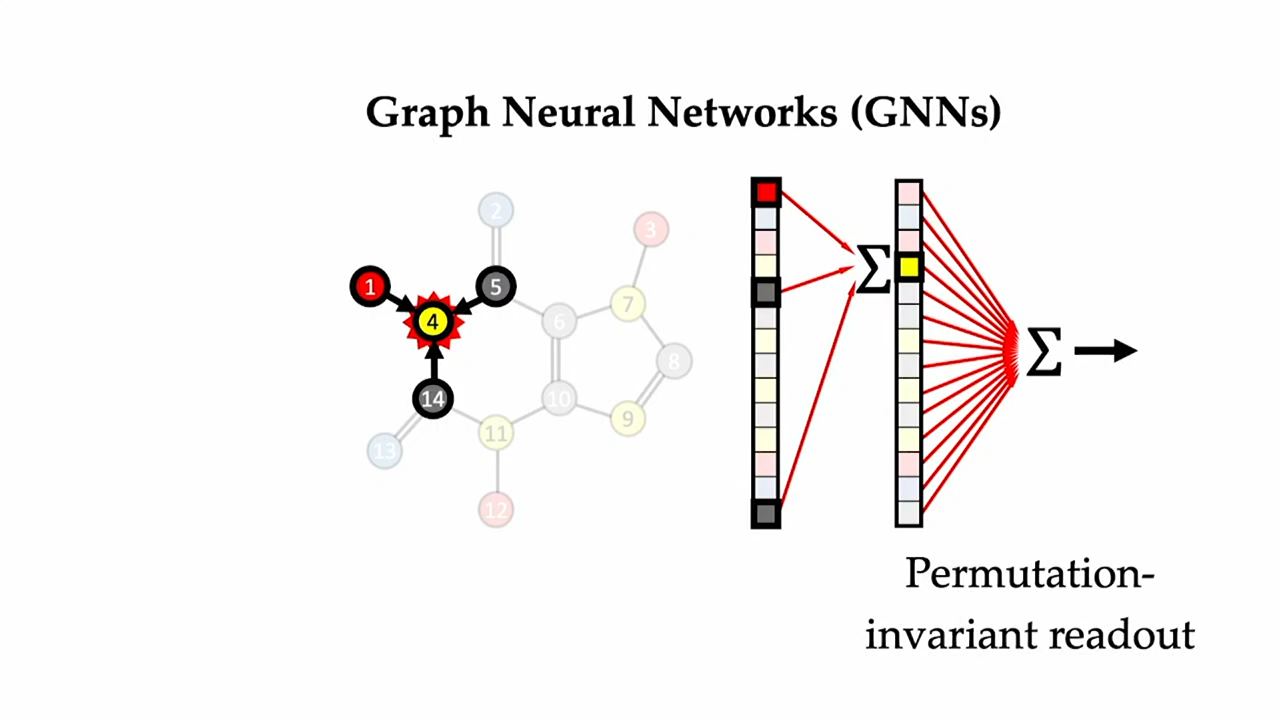 Graph Neural Networks (GNNs)
2
3
1
5
4
6
7
8
14
10
9
11
13
12
Σ
Σ
Permutation-
invariant readout